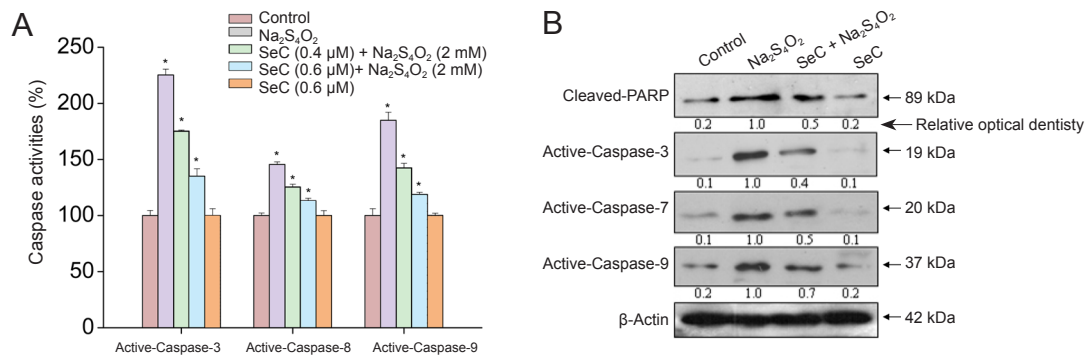 A
Control
Na₂S₄O₂
SeC (0.4 μM) + Na₂S₄O₂ (2 mM)
SeC (0.6 μM)+ Na₂S₄O₂ (2 mM)
SeC (0.6 μM)
Caspase activities (%)
250
200
150
100
50
0
* * * * * * * * *
Active-Caspase-3 Active-Caspase-8 Active-Caspase-9
B
Control Na₂S₄O₂ SeC + Na₂S₄O₂ SeC
Cleaved-PARP 89 kDa
0.2 1.0 0.5 0.2 Relative optical dentisty
Active-Caspase-3 19 kDa
0.1 1.0 0.4 0.1
Active-Caspase-7 20 kDa
0.1 1.0 0.5 0.1
Active-Caspase-9 37 kDa
0.2 1.0 0.7 0.2
β-Actin 42 kDa